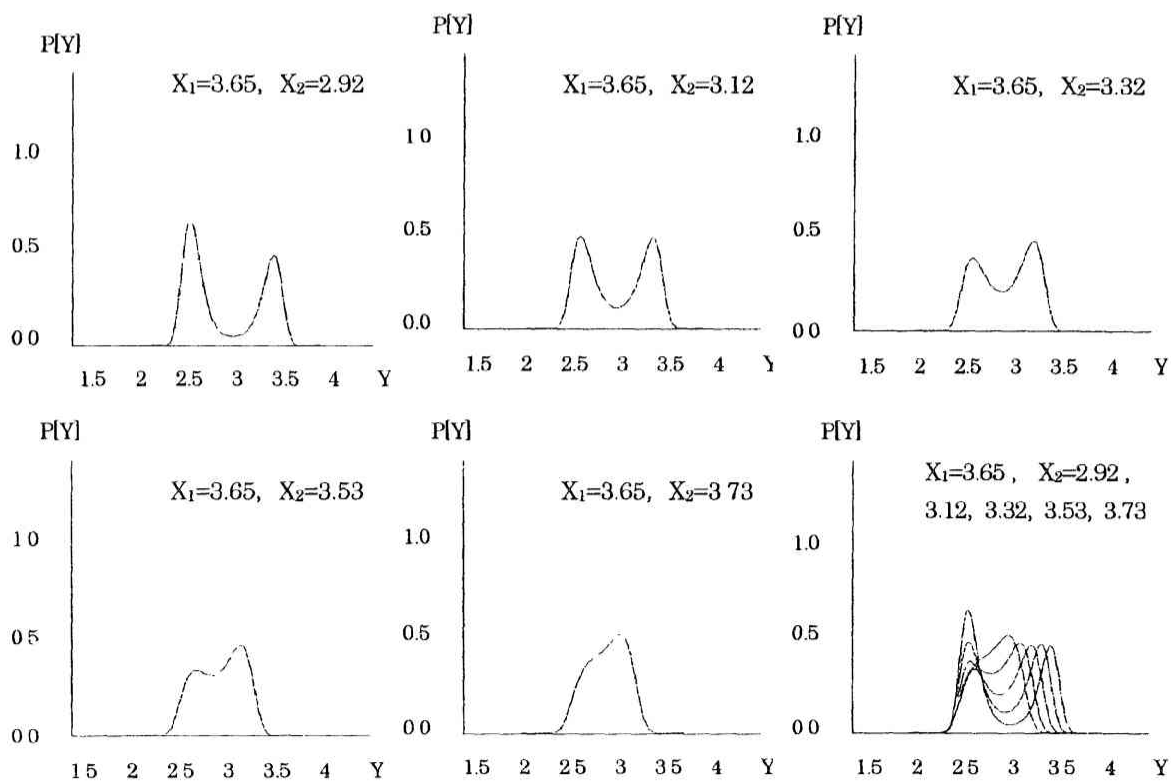 P[Y]
X₁=3.65, X₂=2.92
1.0
0.5
0 0
1.5 2 2.5 3 3.5 4 Y
P[Y]
X₁=3.65, X₂=3.12
1 0
0.5
0.0
1.5 2 2.5 3 3.5 4 Y
P[Y]
X₁=3.65, X₂=3.32
1.0
0.5
0 0
1.5 2 2.5 3 3.5 4 Y
P[Y]
X₁=3.65, X₂=3.53
1 0
0 5
0 0
1 5 2 2 5 3 3 5 4 Y
P[Y]
X₁=3.65, X₂=3 73
1.0
0.5
0 0
1.5 2 2 5 3 3.5 4 Y
P[Y]
X₁=3.65 , X₂=2.92 ,
3.12, 3.32, 3.53, 3.73
1.0
0.5
0 0
1.5 2 2 5 3 3 5 4 Y